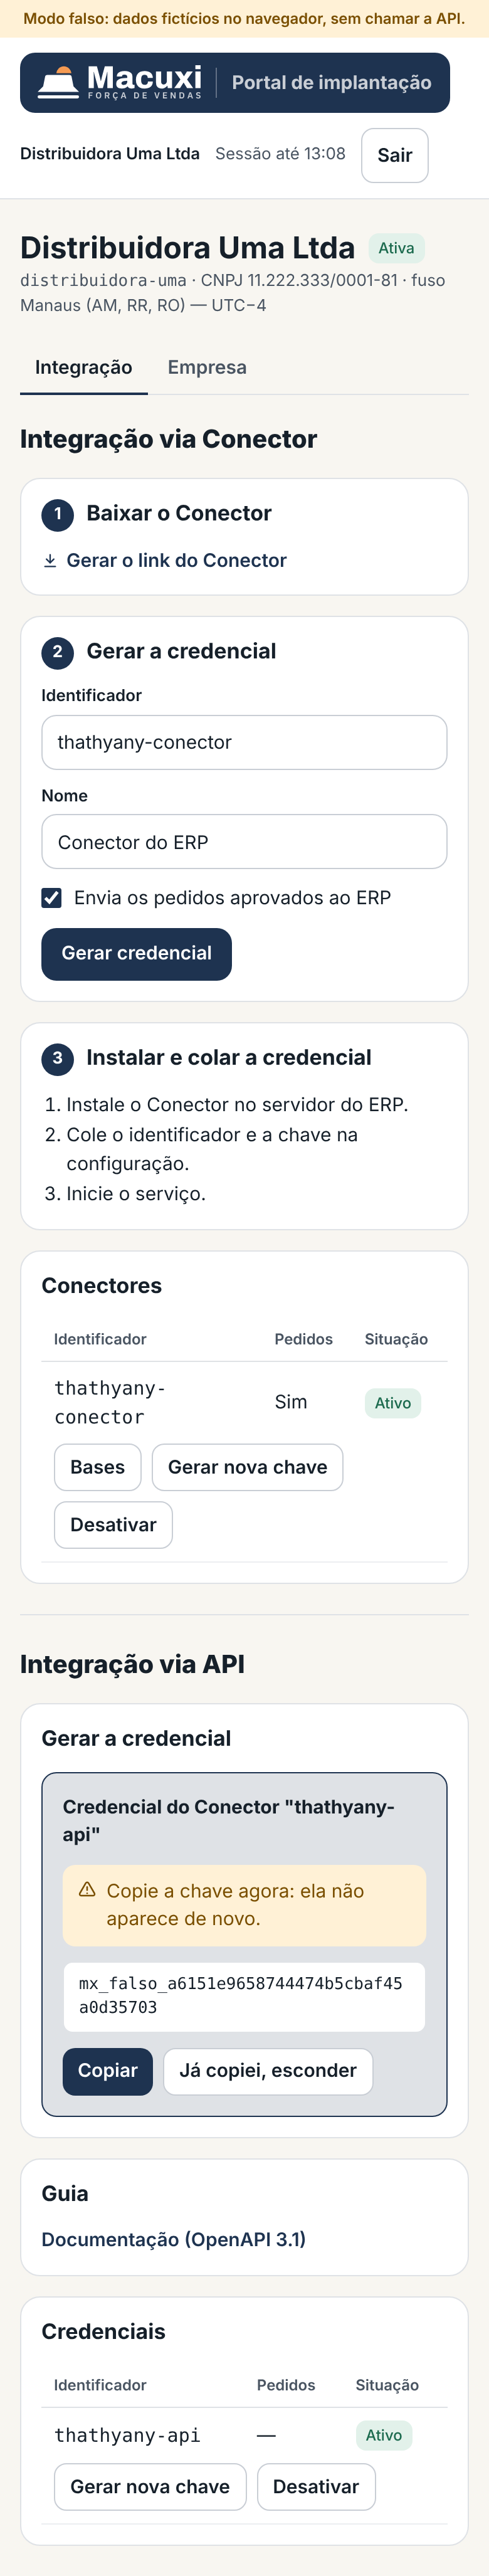 Modo falso: dados fictícios no navegador, sem chamar a API.
Macuxi
FORÇA DE VENDAS
Portal de implantação
Distribuidora Uma Ltda Sessão até 13:08 Sair
Distribuidora Uma Ltda Ativa
distribuidora-uma · CNPJ 11.222.333/0001-81 · fuso
Manaus (AM, RR, RO) — UTC−4
Integração Empresa
Integração via Conector
1 Baixar o Conector
Gerar o link do Conector
2 Gerar a credencial
Identificador
thathyany-conector
Nome
Conector do ERP
Envia os pedidos aprovados ao ERP
Gerar credencial
3 Instalar e colar a credencial
1. Instale o Conector no servidor do ERP.
2. Cole o identificador e a chave na
configuração.
3. Inicie o serviço.
Conectores
Identificador Pedidos Situação
thathyany-
conector
Sim Ativo
Bases Gerar nova chave
Desativar
Integração via API
Gerar a credencial
Credencial do Conector "thathyany-
api"
Copie a chave agora: ela não
aparece de novo.
mx_falso_a6151e9658744474b5cbaf45
a0d35703
Copiar Já copiei, esconder
Guia
Documentação (OpenAPI 3.1)
Credenciais
Identificador Pedidos Situação
thathyany-api — Ativo
Gerar nova chave Desativar